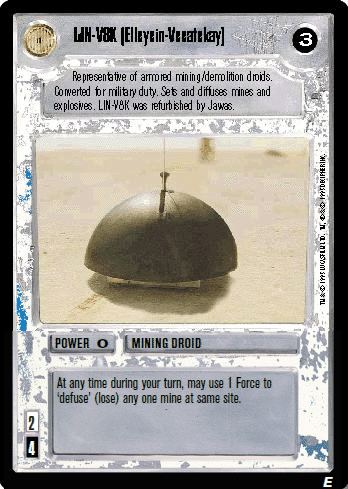 LIN-V8K (Elleyein-Veeatekay)
3
Representative of armored mining/demolition droids.
Converted for military duty. Sets and diffuses mines and
explosives. LIN-V8K was refurbished by Jawas.
POWER 0 MINING DROID
At any time during your turn, may use 1 Force to
'defuse' (lose) any one mine at same site.
2
4
E